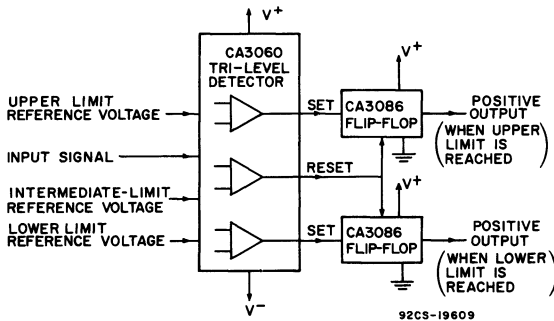 V+
CA3060
TRI-LEVEL
DETECTOR
UPPER LIMIT
REFERENCE VOLTAGE
INPUT SIGNAL
INTERMEDIATE-LIMIT
REFERENCE VOLTAGE
LOWER LIMIT
REFERENCE VOLTAGE
V-
SET
RESET
SET
V+
CA3086
FLIP-FLOP
POSITIVE
OUTPUT
(WHEN UPPER
LIMIT IS
REACHED)
V+
CA3086
FLIP-FLOP
POSITIVE
OUTPUT
(WHEN LOWER
LIMIT IS
REACHED)
92CS-19609